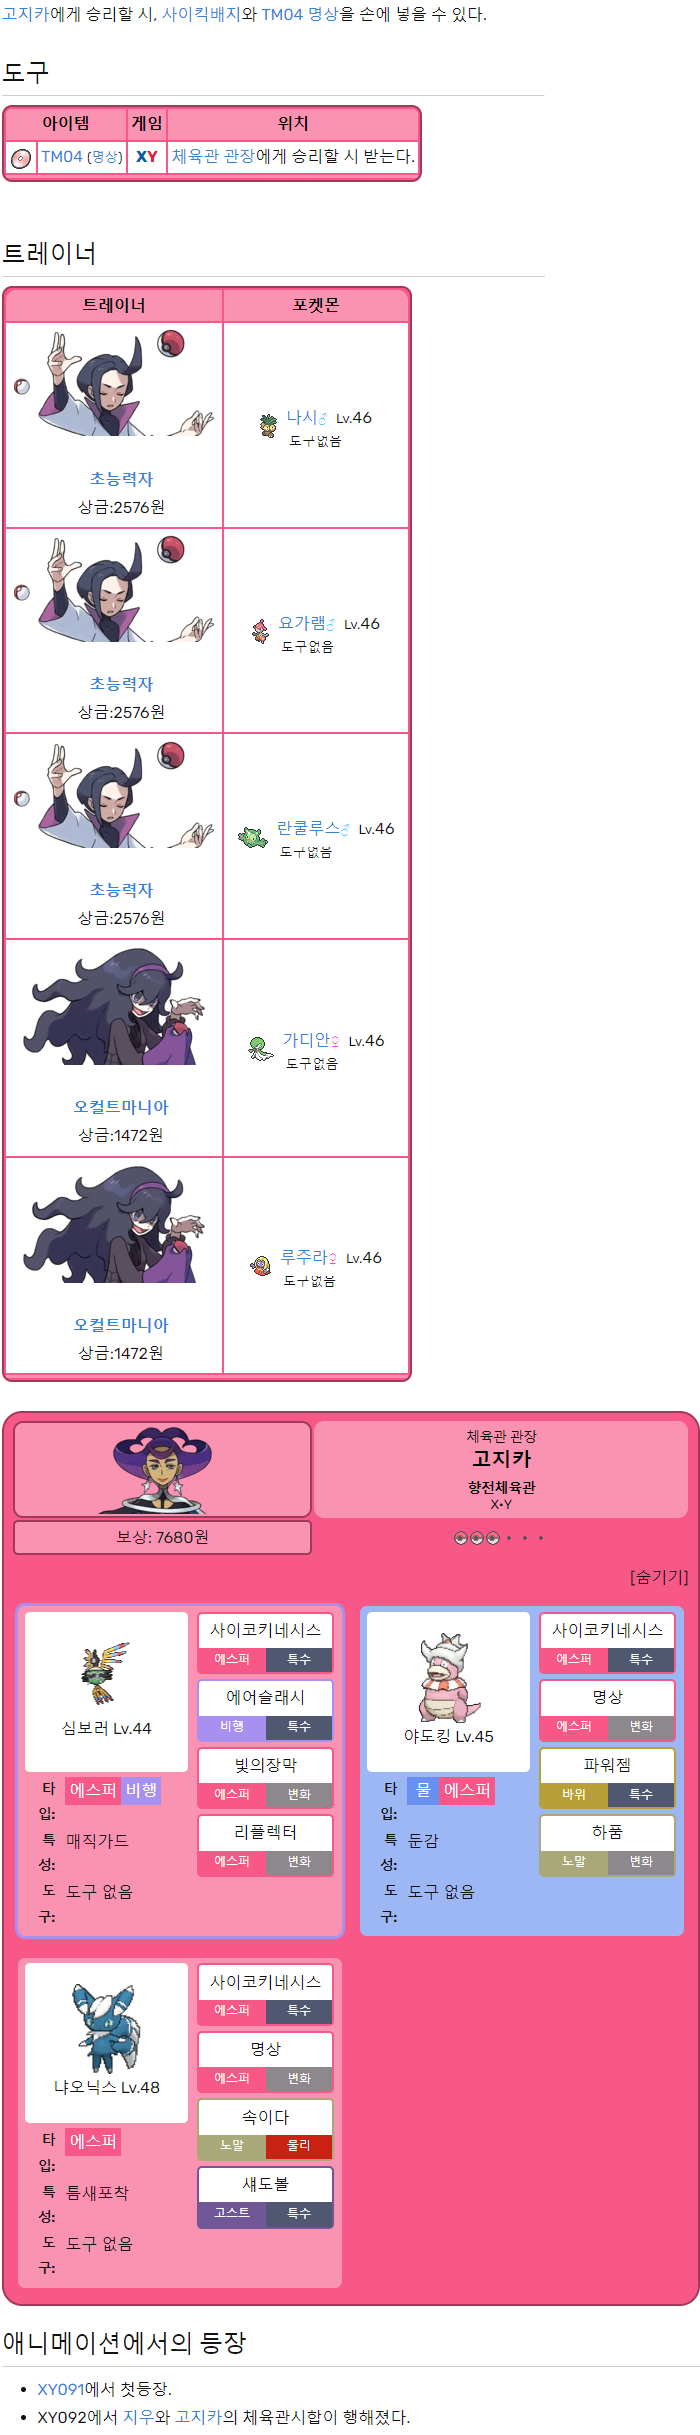 고지카에게 승리할 시, 사이킥배지와 TM04 명상을 손에 넣을 수 있다.
도구
아이템 게임 위치
TM04 (명상) XY 체육관 관장에게 승리할 시 받는다.
트레이너
트레이너 포켓몬
나시♂ Lv.46
도구없음
초능력자
상금:2576원
요가램♂ Lv.46
도구없음
초능력자
상금:2576원
란쿨루스♂ Lv.46
도구없음
초능력자
상금:2576원
가디안♀ Lv.46
도구없음
오컬트마니아
상금:1472원
루주라♀ Lv.46
도구없음
오컬트마니아
상금:1472원
체육관 관장
고지카
향전체육관
X•Y
보상: 7680원
[숨기기]
심보러 Lv.44
타입: 에스퍼 비행
특성: 매직가드
도구: 도구 없음
사이코키네시스
에스퍼 특수
에어슬래시
비행 특수
빛의장막
에스퍼 변화
리플렉터
에스퍼 변화
야도킹 Lv.45
타입: 물 에스퍼
특성: 둔감
도구: 도구 없음
사이코키네시스
에스퍼 특수
명상
에스퍼 변화
파워젬
바위 특수
하품
노말 변화
냐오닉스 Lv.48
타입: 에스퍼
특성: 틈새포착
도구: 도구 없음
사이코키네시스
에스퍼 특수
명상
에스퍼 변화
속이다
노말 물리
섀도볼
고스트 특수
애니메이션에서의 등장
• XY091에서 첫등장.
• XY092에서 지우와 고지카의 체육관시합이 행해졌다.